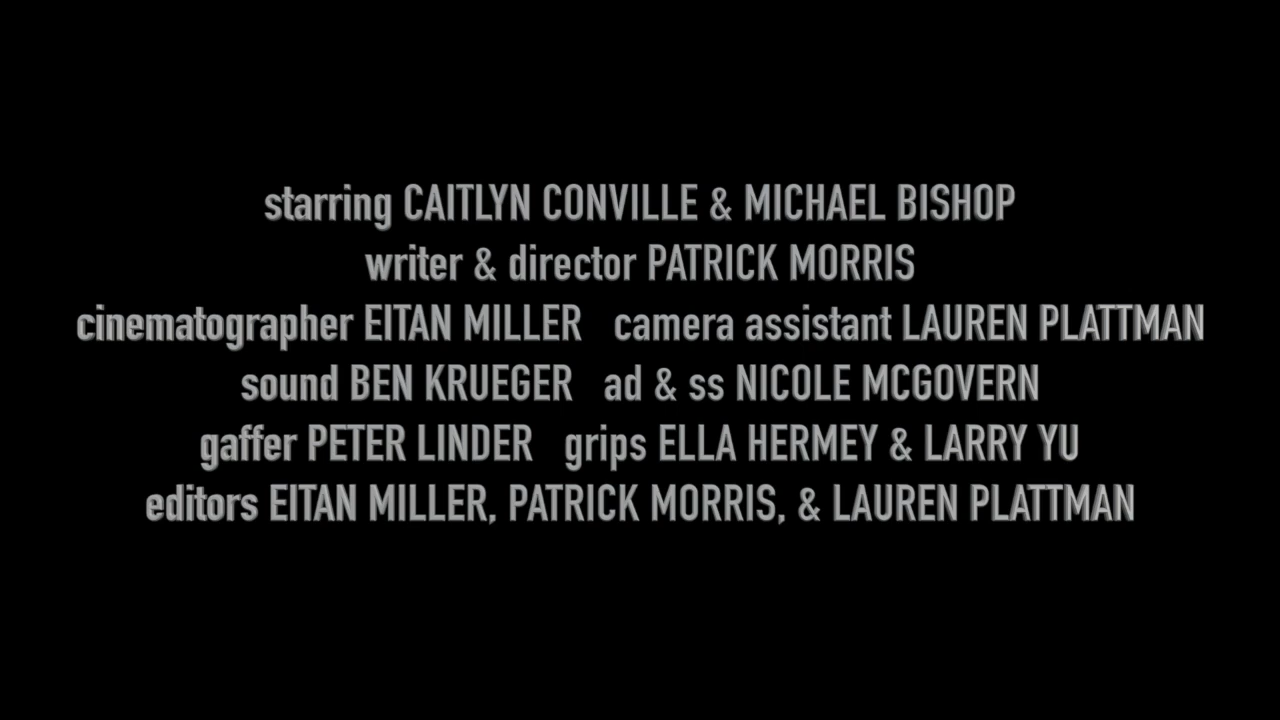 starring CAITLYN CONVILLE & MICHAEL BISHOP
writer & director PATRICK MORRIS
cinematographer EITAN MILLER camera assistant LAUREN PLATTMAN
sound BEN KRUEGER ad & ss NICOLE MCGOVERN
gaffer PETER LINDER grips ELLA HERMEY & LARRY YU
editors EITAN MILLER, PATRICK MORRIS, & LAUREN PLATTMAN